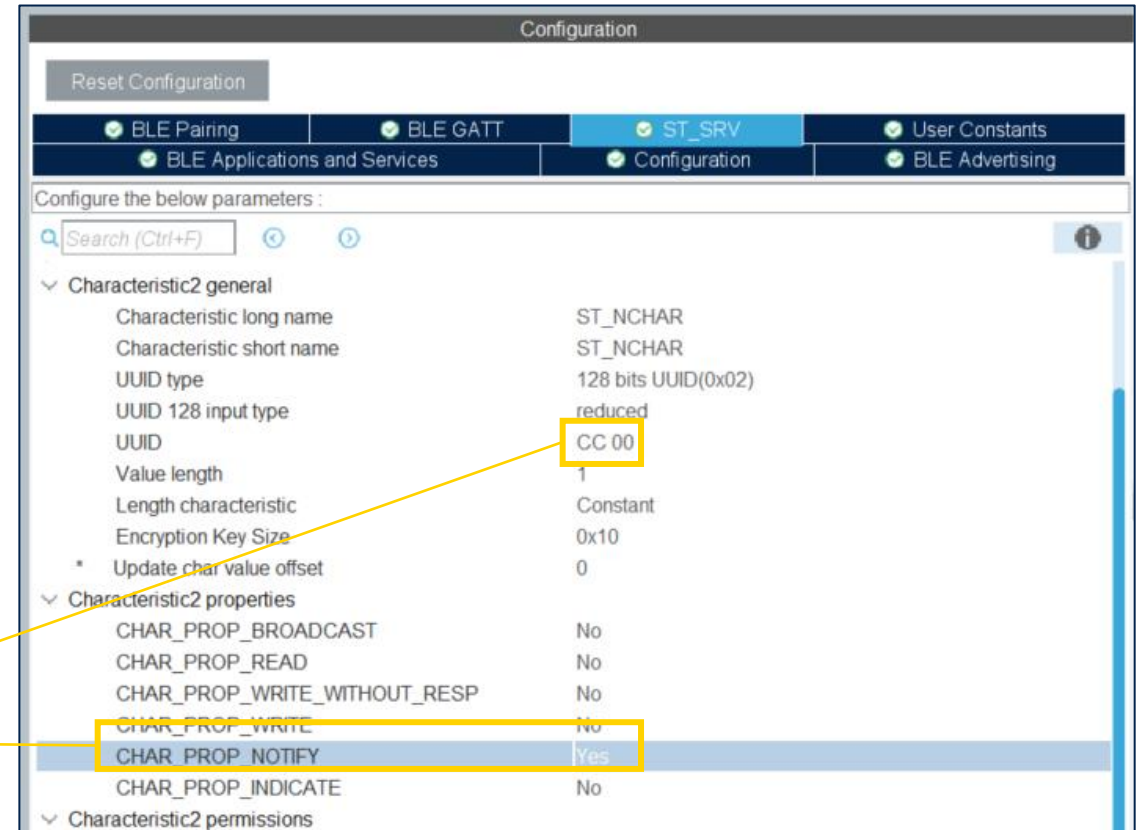 Configuration
Reset Configuration
BLE Pairing BLE GATT ST_SRV User Constants
BLE Applications and Services Configuration BLE Advertising
Configure the below parameters :
Search (Ctrl+F)
Characteristic2 general
Characteristic long name ST_NCHAR
Characteristic short name ST_NCHAR
UUID type 128 bits UUID(0x02)
UUID 128 input type reduced
UUID CC 00
Value length 1
Length characteristic Constant
Encryption Key Size 0x10
* Update char value offset 0
Characteristic2 properties
CHAR_PROP_BROADCAST No
CHAR_PROP_READ No
CHAR_PROP_WRITE_WITHOUT_RESP No
CHAR_PROP_WRITE No
CHAR_PROP_NOTIFY Yes
CHAR_PROP_INDICATE No
Characteristic2 permissions